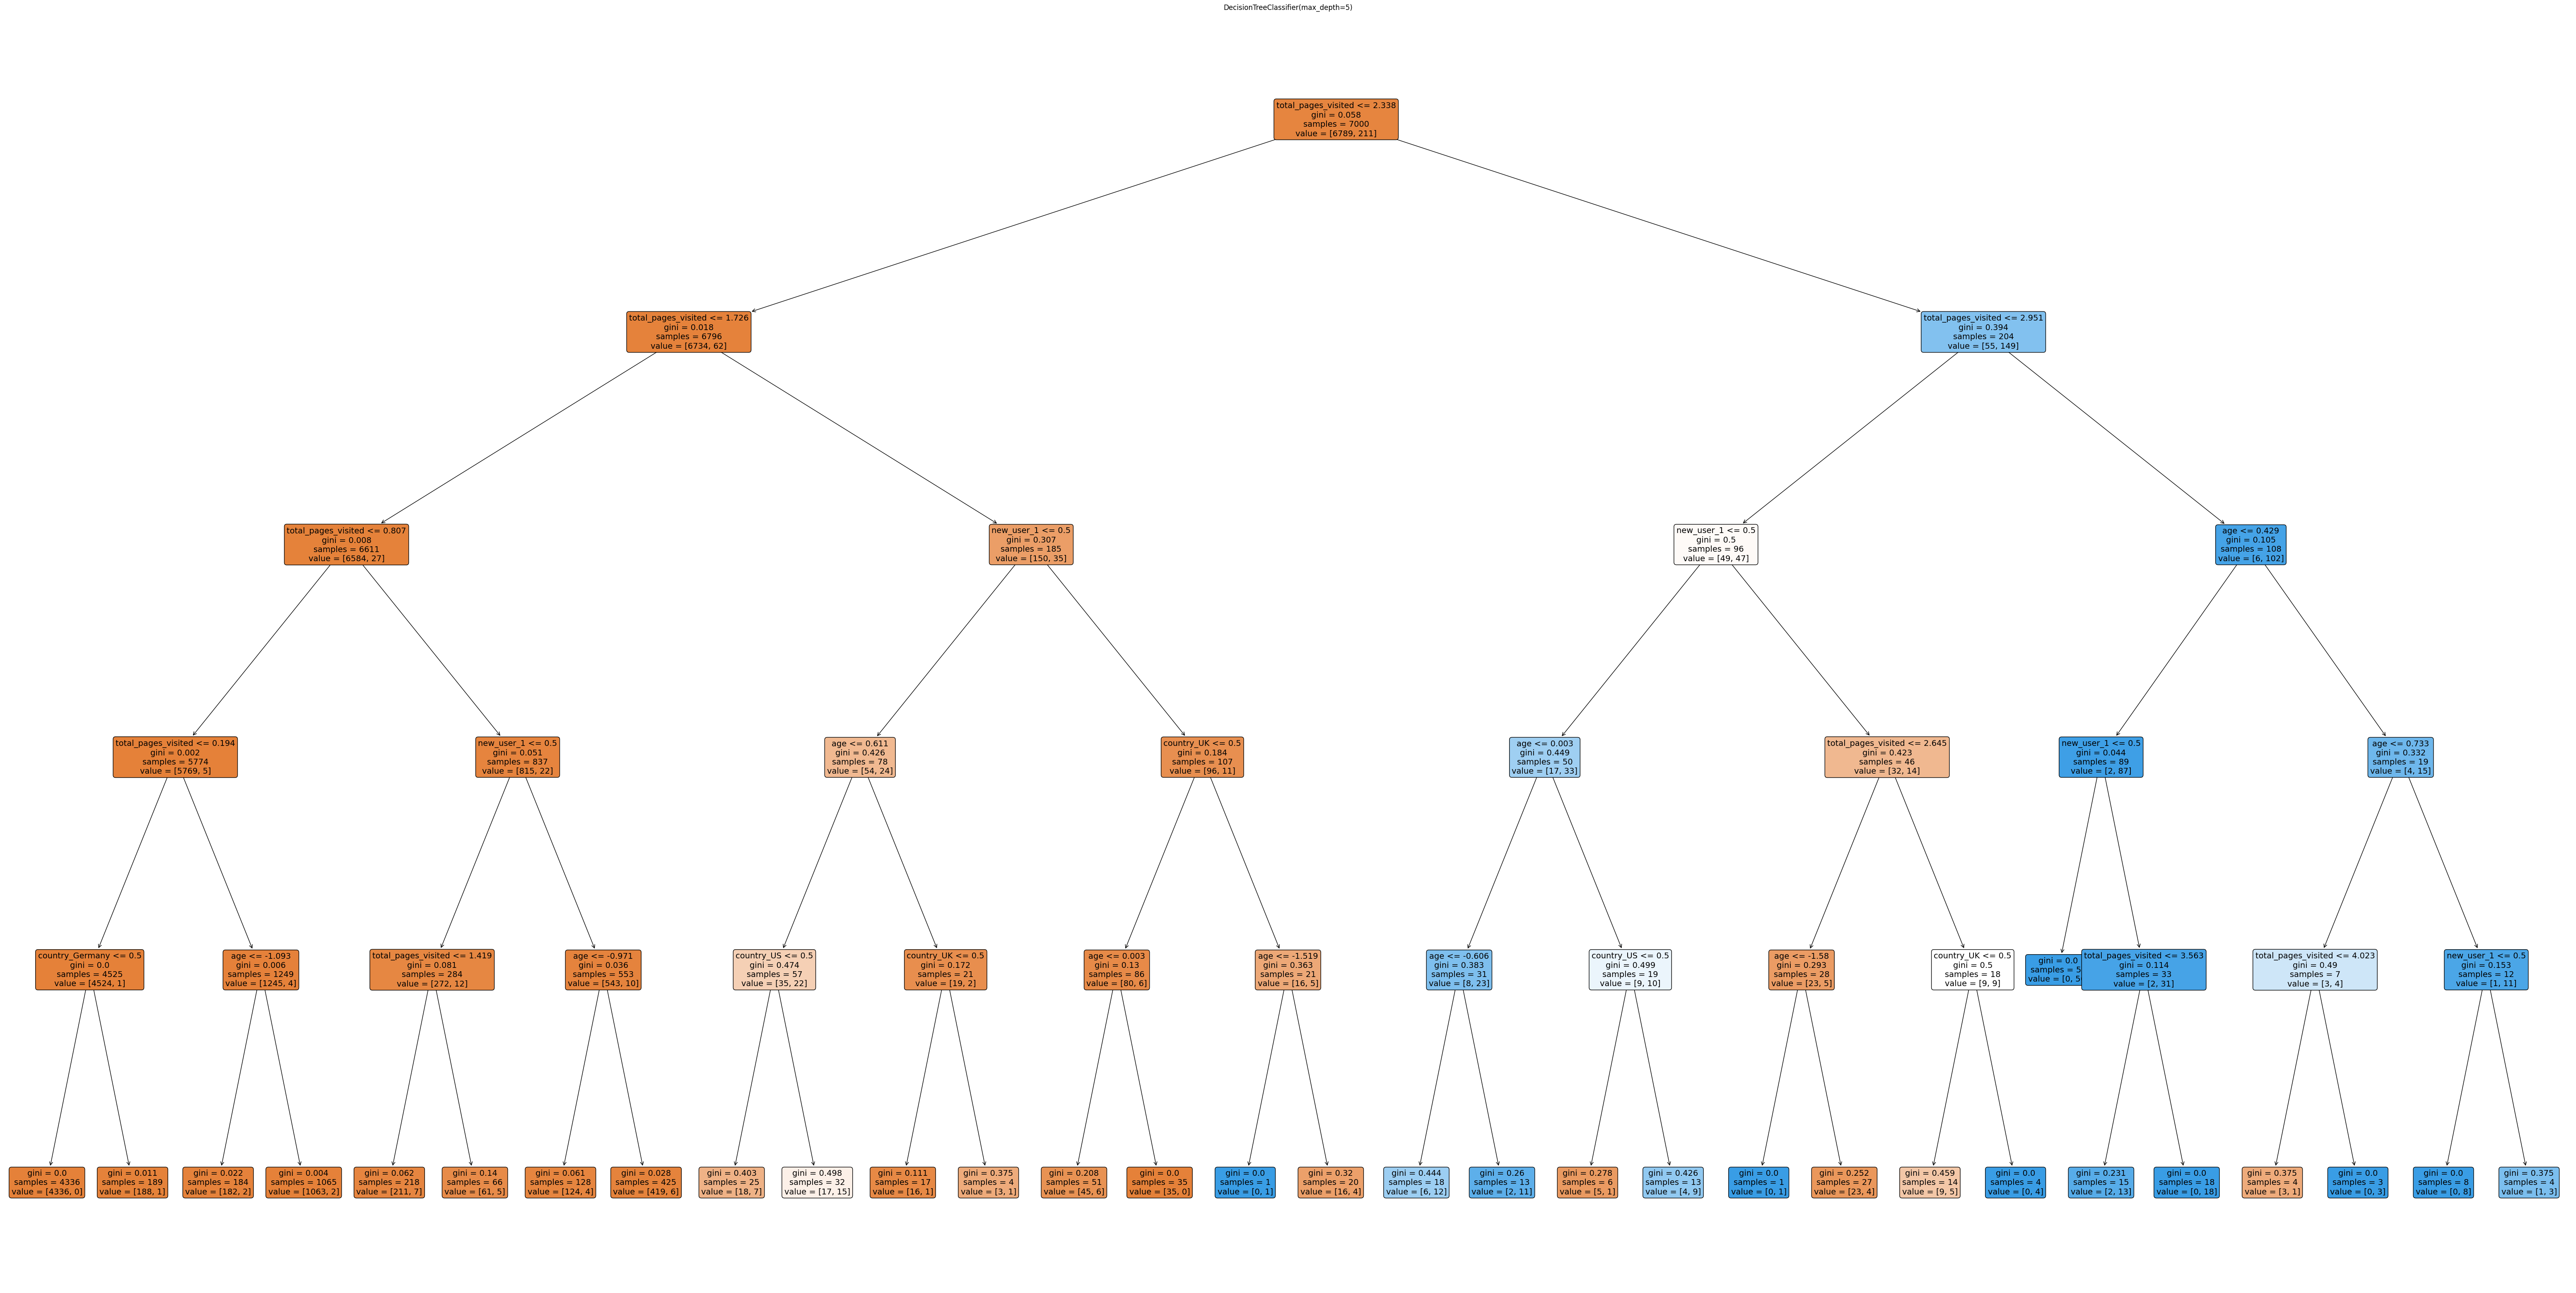 DecisionTreeClassifier(max_depth=5)
total_pages_visited <= 2.338
gini = 0.058
samples = 7000
value = [6789, 211]
total_pages_visited <= 1.726
gini = 0.018
samples = 6796
value = [6734, 62]
total_pages_visited <= 2.951
gini = 0.394
samples = 204
value = [55, 149]
total_pages_visited <= 0.807
gini = 0.008
samples = 6611
value = [6584, 27]
new_user_1 <= 0.5
gini = 0.307
samples = 185
value = [150, 35]
new_user_1 <= 0.5
gini = 0.5
samples = 96
value = [49, 47]
age <= 0.429
gini = 0.105
samples = 108
value = [6, 102]
total_pages_visited <= 0.194
gini = 0.002
samples = 5774
value = [5769, 5]
new_user_1 <= 0.5
gini = 0.051
samples = 837
value = [815, 22]
age <= 0.611
gini = 0.426
samples = 78
value = [54, 24]
country_UK <= 0.5
gini = 0.184
samples = 107
value = [96, 11]
age <= 0.003
gini = 0.449
samples = 50
value = [17, 33]
total_pages_visited <= 2.645
gini = 0.423
samples = 46
value = [32, 14]
new_user_1 <= 0.5
gini = 0.044
samples = 89
value = [2, 87]
age <= 0.733
gini = 0.332
samples = 19
value = [4, 15]
country_Germany <= 0.5
gini = 0.0
samples = 4525
value = [4524, 1]
age <= -1.093
gini = 0.006
samples = 1249
value = [1245, 4]
total_pages_visited <= 1.419
gini = 0.081
samples = 284
value = [272, 12]
age <= -0.971
gini = 0.036
samples = 553
value = [543, 10]
country_US <= 0.5
gini = 0.474
samples = 57
value = [35, 22]
country_UK <= 0.5
gini = 0.172
samples = 21
value = [19, 2]
age <= 0.003
gini = 0.13
samples = 86
value = [80, 6]
age <= -1.519
gini = 0.363
samples = 21
value = [16, 5]
age <= -0.606
gini = 0.383
samples = 31
value = [8, 23]
country_US <= 0.5
gini = 0.499
samples = 19
value = [9, 10]
age <= -1.58
gini = 0.293
samples = 28
value = [23, 5]
country_UK <= 0.5
gini = 0.5
samples = 18
value = [9, 9]
gini = 0.0
samples = 5
value = [0, 5
total_pages_visited <= 3.563
gini = 0.114
samples = 33
value = [2, 31]
total_pages_visited <= 4.023
gini = 0.49
samples = 7
value = [3, 4]
new_user_1 <= 0.5
gini = 0.153
samples = 12
value = [1, 11]
gini = 0.0
samples = 4336
value = [4336, 0]
gini = 0.011
samples = 189
value = [188, 1]
gini = 0.022
samples = 184
value = [182, 2]
gini = 0.004
samples = 1065
value = [1063, 2]
gini = 0.062
samples = 218
value = [211, 7]
gini = 0.14
samples = 66
value = [61, 5]
gini = 0.061
samples = 128
value = [124, 4]
gini = 0.028
samples = 425
value = [419, 6]
gini = 0.403
samples = 25
value = [18, 7]
gini = 0.498
samples = 32
value = [17, 15]
gini = 0.111
samples = 17
value = [16, 1]
gini = 0.375
samples = 4
value = [3, 1]
gini = 0.208
samples = 51
value = [45, 6]
gini = 0.0
samples = 35
value = [35, 0]
gini = 0.0
samples = 1
value = [0, 1]
gini = 0.32
samples = 20
value = [16, 4]
gini = 0.444
samples = 18
value = [6, 12]
gini = 0.26
samples = 13
value = [2, 11]
gini = 0.278
samples = 6
value = [5, 1]
gini = 0.426
samples = 13
value = [4, 9]
gini = 0.0
samples = 1
value = [0, 1]
gini = 0.252
samples = 27
value = [23, 4]
gini = 0.459
samples = 14
value = [9, 5]
gini = 0.0
samples = 4
value = [0, 4]
gini = 0.231
samples = 15
value = [2, 13]
gini = 0.0
samples = 18
value = [0, 18]
gini = 0.375
samples = 4
value = [3, 1]
gini = 0.0
samples = 3
value = [0, 3]
gini = 0.0
samples = 8
value = [0, 8]
gini = 0.375
samples = 4
value = [1, 3]